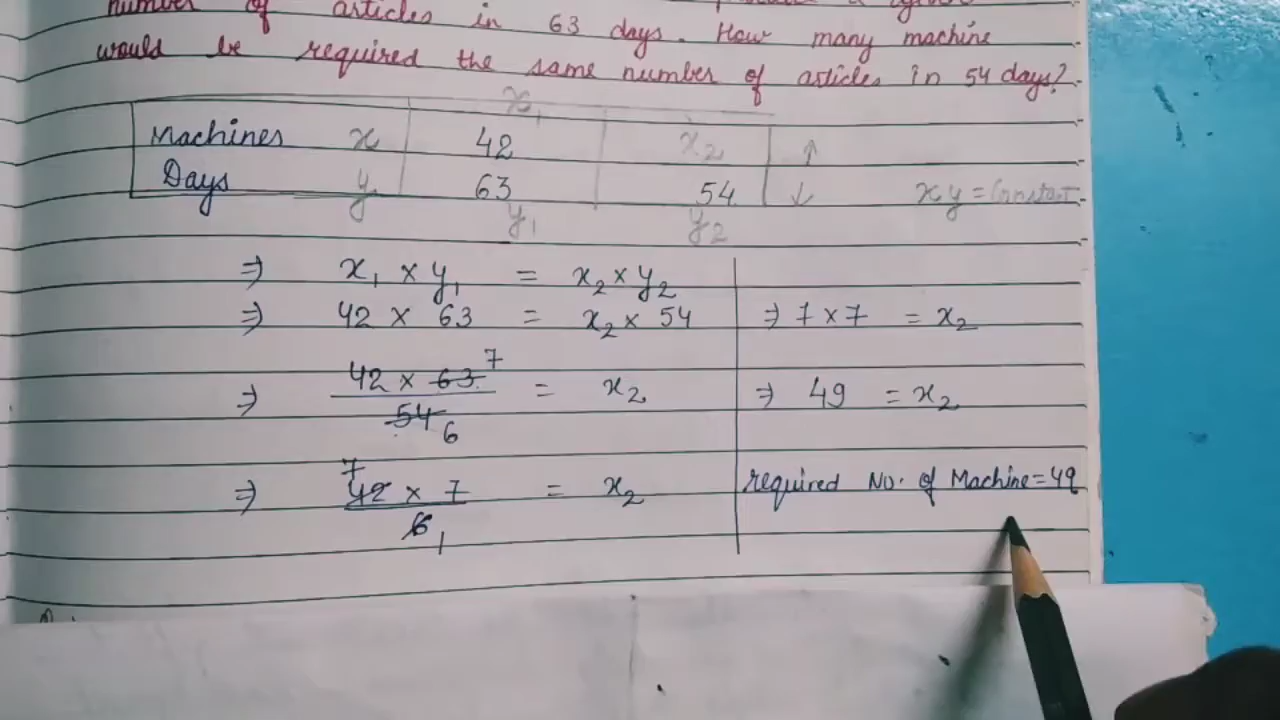 number of articles in 63 days. How many machine
would be required the same number of articles in 54 days?
x₁
Machines x 42 x₂ ↑
Days y 63 54 ↓ xy = Constant
y₁ y₂
⇒ x₁ × y₁ = x₂ × y₂
⇒ 42 × 63 = x₂ × 54
⇒ 42 × 63 7 = x₂
54 6
⇒ 7 42 × 7 = x₂
6 1
⇒ 7 × 7 = x₂
⇒ 49 = x₂
required No. of Machine = 49